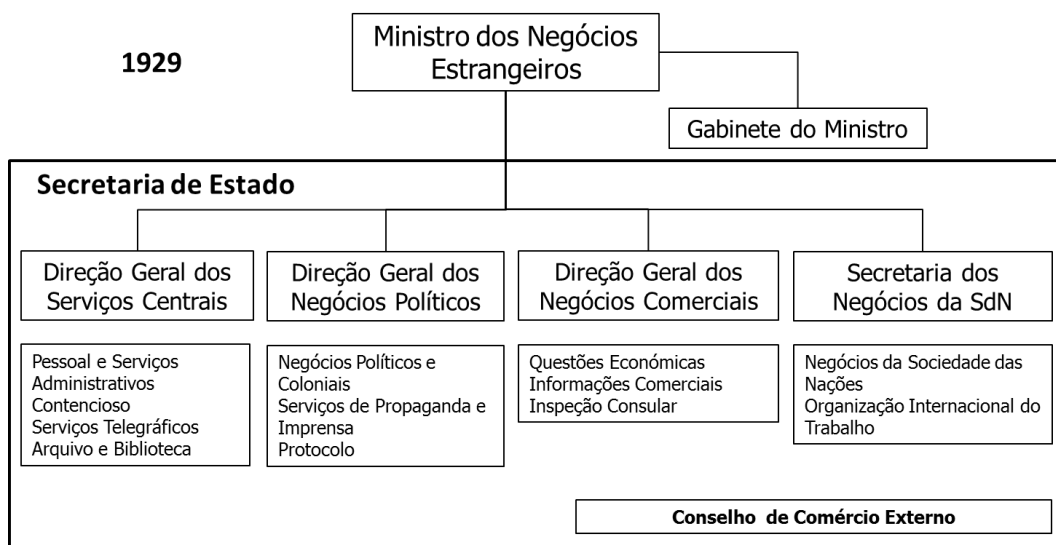 1929
Ministro dos Negócios
Estrangeiros
Gabinete do Ministro
Secretaria de Estado
Direção Geral dos
Serviços Centrais
Direção Geral dos
Negócios Políticos
Direção Geral dos
Negócios Comerciais
Secretaria dos
Negócios da SdN
Pessoal e Serviços
Administrativos
Contencioso
Serviços Telegráficos
Arquivo e Biblioteca
Negócios Políticos e
Coloniais
Serviços de Propaganda e
Imprensa
Protocolo
Questões Económicas
Informações Comerciais
Inspeção Consular
Negócios da Sociedade das
Nações
Organização Internacional do
Trabalho
Conselho de Comércio Externo